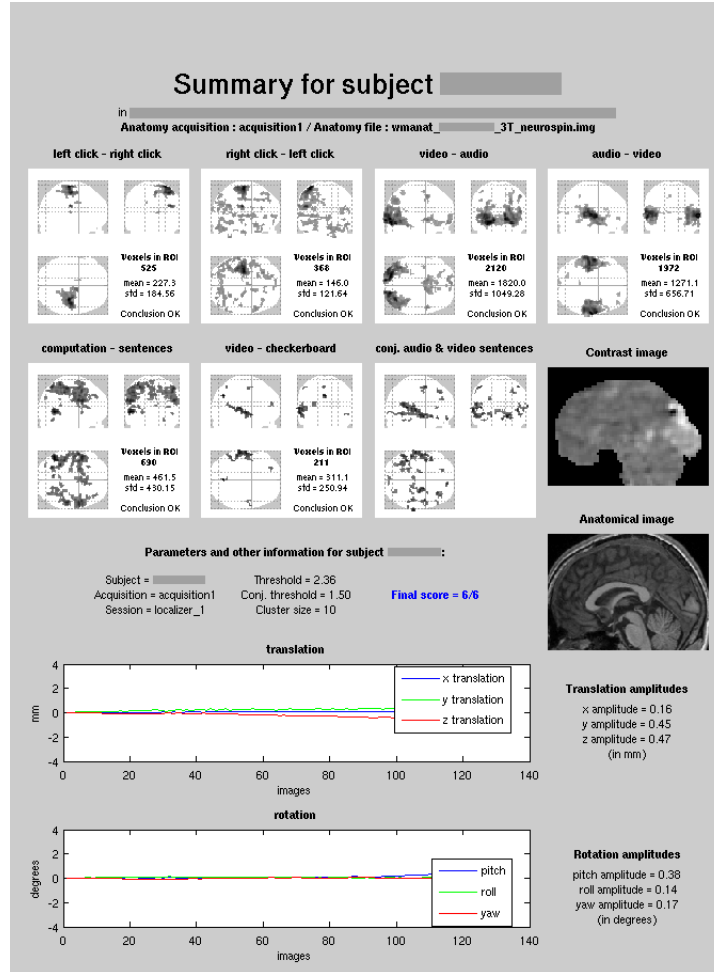 Summary for subject
in
Anatomy acquisition : acquisition1 / Anatomy file : wmanat_ _3T_neurospin.img
left click - right click
right click - left click
video - audio
audio - video
Voxels in ROI
525
mean = 227.3
std = 184.56
Conclusion OK
Voxels in ROI
368
mean = 146.0
std = 121.64
Conclusion OK
Voxels in ROI
2120
mean = 1820.0
std = 1049.28
Conclusion OK
Voxels in ROI
1972
mean = 1271.1
std = 656.71
Conclusion OK
computation - sentences
video - checkerboard
conj. audio & video sentences
Contrast image
Voxels in ROI
690
mean = 461.5
std = 430.15
Conclusion OK
Voxels in ROI
211
mean = 311.1
std = 250.94
Conclusion OK
Anatomical image
Parameters and other information for subject :
Subject =
Acquisition = acquisition1
Session = localizer_1
Threshold = 2.36
Conj. threshold = 1.50
Cluster size = 10
Final score = 6/6
translation
4
2
0
-2
-4
mm
x translation
y translation
z translation
0 20 40 60 80 100 120 140
images
Translation amplitudes
x amplitude = 0.16
y amplitude = 0.45
z amplitude = 0.47
(in mm)
rotation
4
2
0
-2
-4
degrees
pitch
roll
yaw
0 20 40 60 80 100 120 140
images
Rotation amplitudes
pitch amplitude = 0.38
roll amplitude = 0.14
yaw amplitude = 0.17
(in degrees)